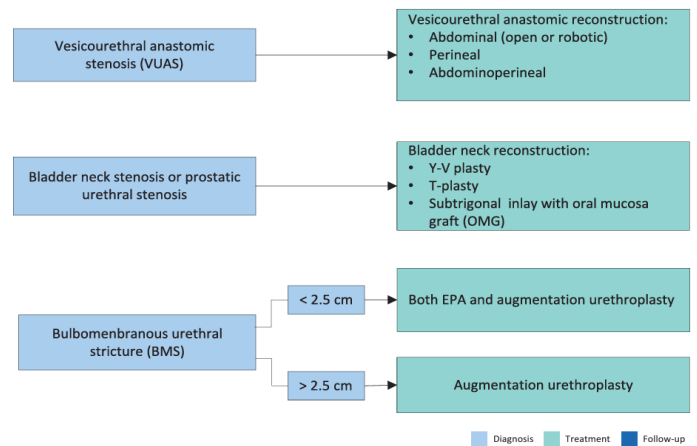 Vesicourethral anastomic
stenosis (VUAS)
Vesicourethral anastomic reconstruction:
• Abdominal (open or robotic)
• Perineal
• Abdominoperineal
Bladder neck stenosis or prostatic
urethral stenosis
Bladder neck reconstruction:
• Y-V plasty
• T-plasty
• Subtrigonal inlay with oral mucosa
graft (OMG)
Bulbomenbranous urethral
stricture (BMS)
< 2.5 cm
Both EPA and augmentation urethroplasty
> 2.5 cm
Augmentation urethroplasty
Diagnosis Treatment Follow-up